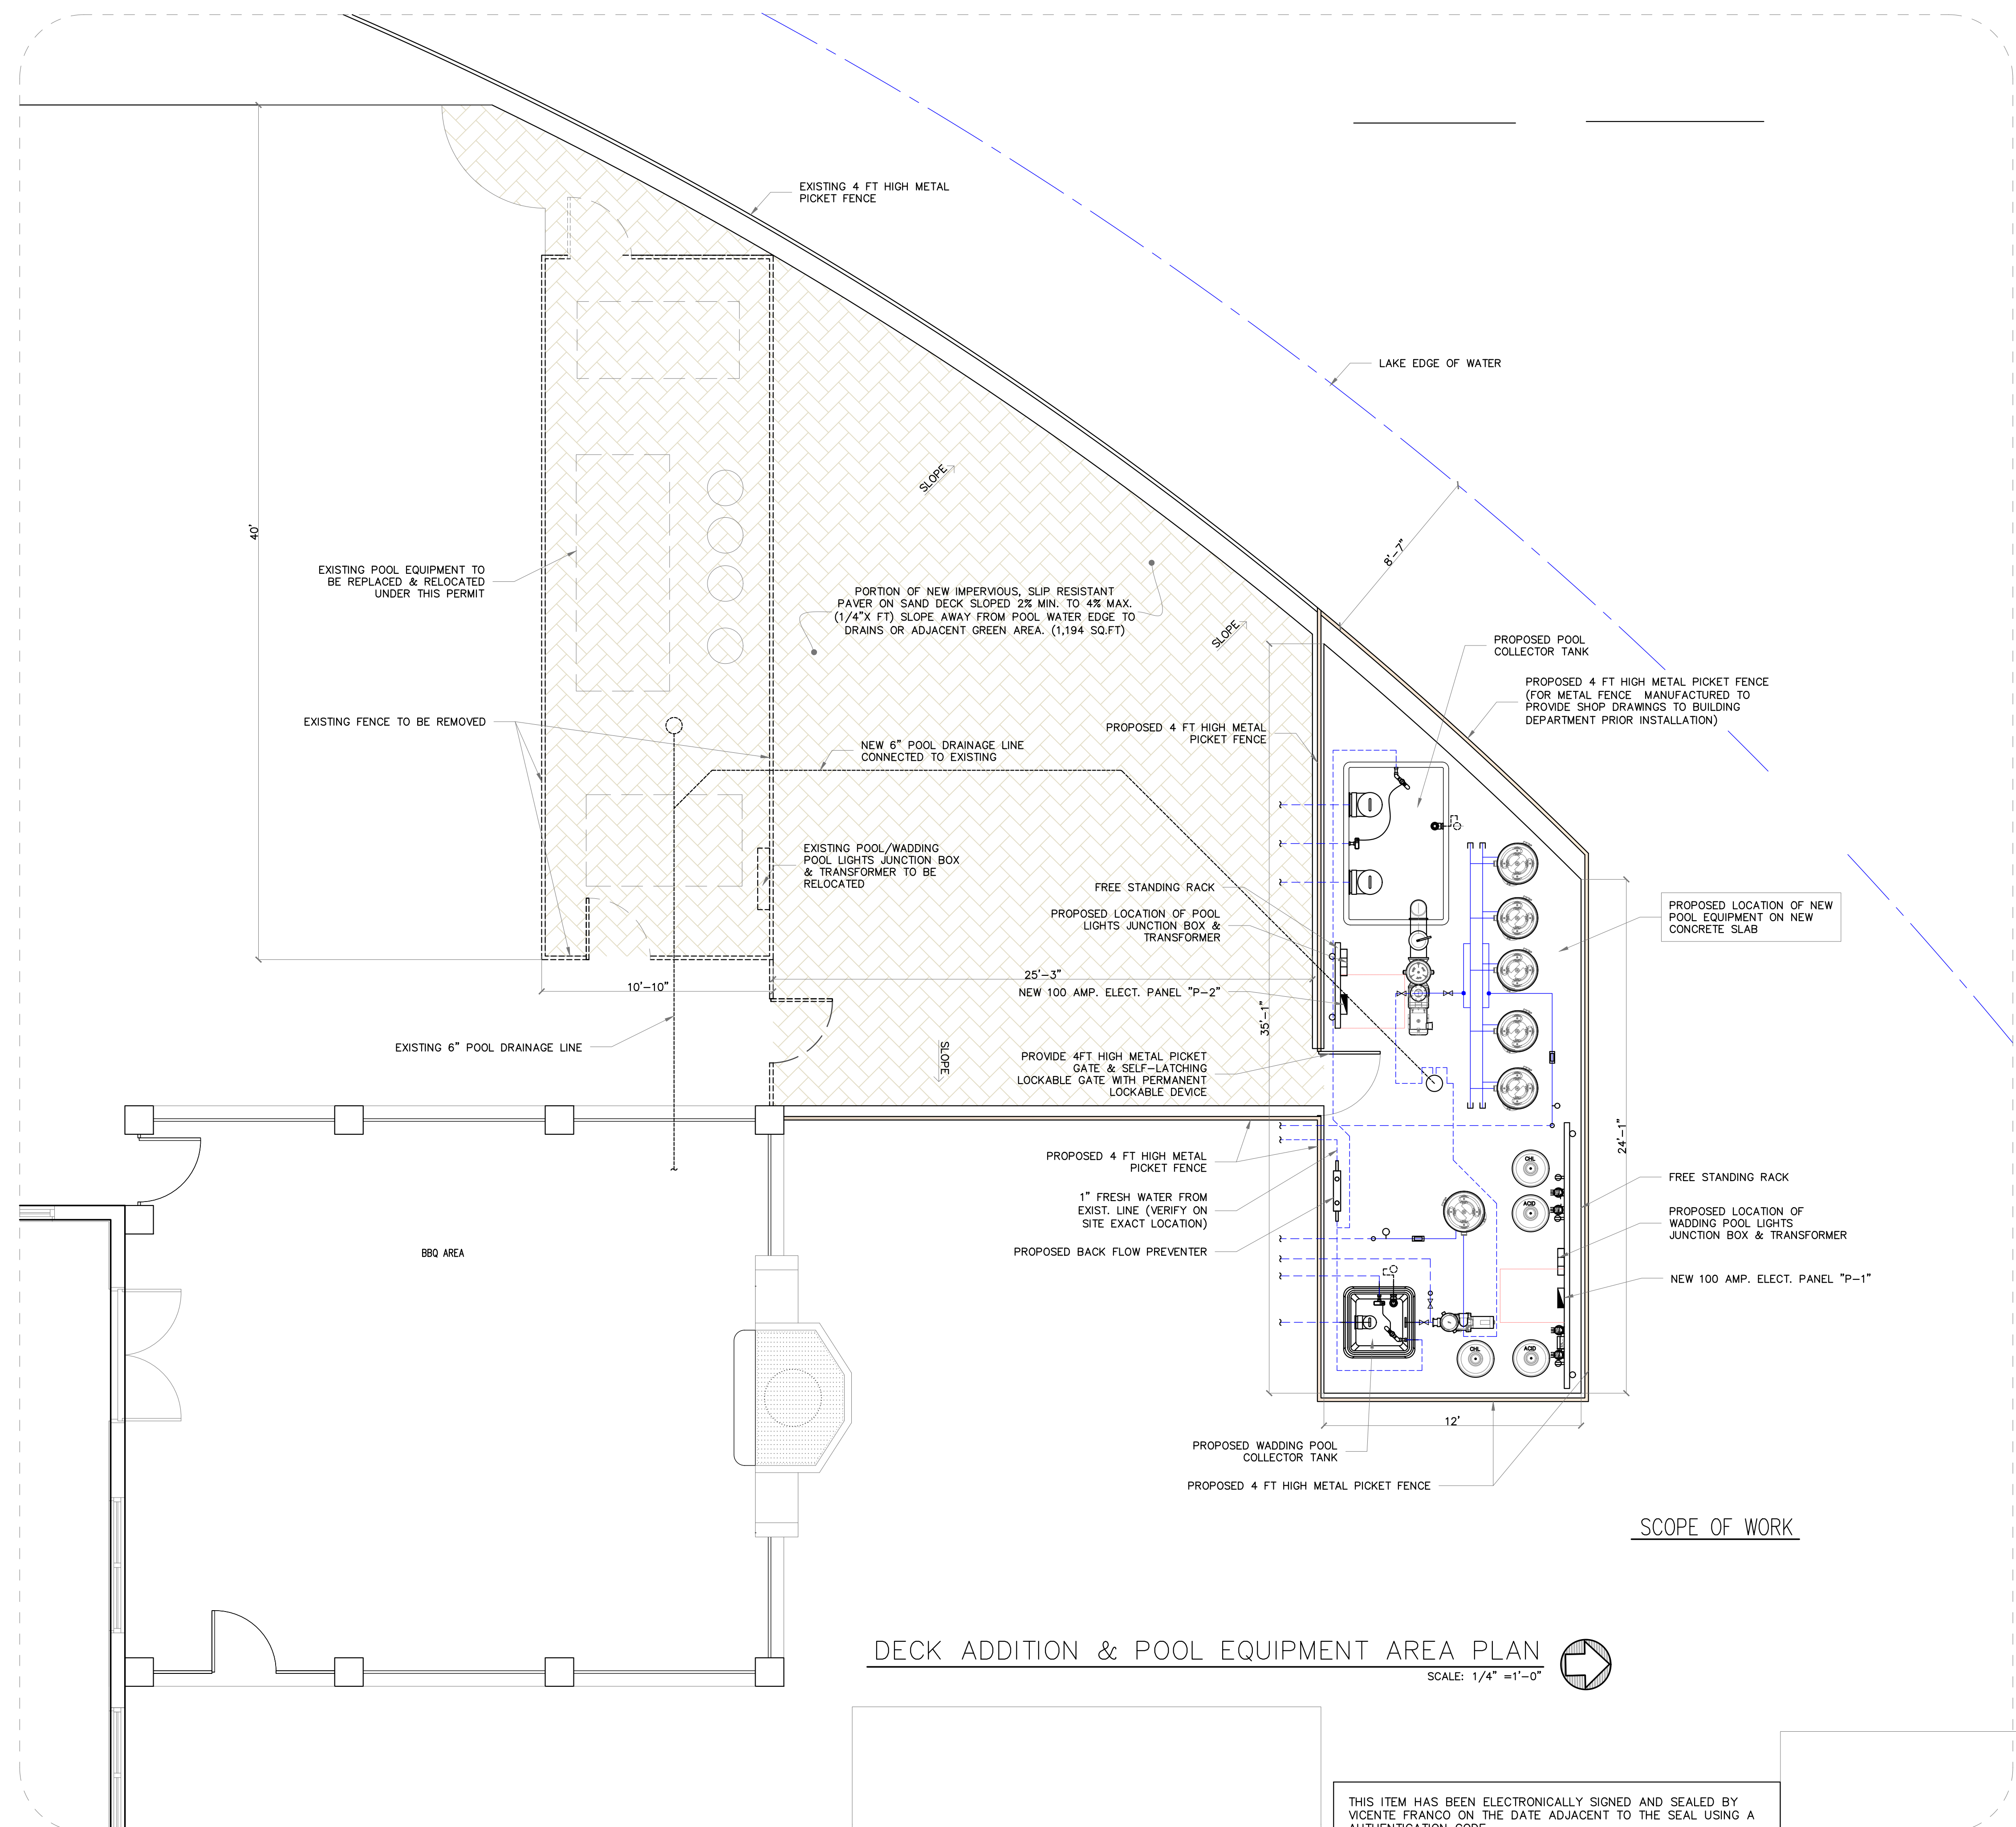 EXISTING 4 FT HIGH METAL
PICKET FENCE
LAKE EDGE OF WATER
40'
8'-7"
SLOPE
EXISTING POOL EQUIPMENT TO
BE REPLACED & RELOCATED
UNDER THIS PERMIT
PORTION OF NEW IMPERVIOUS, SLIP RESISTANT
PAVER ON SAND DECK SLOPED 2% MIN. TO 4% MAX.
(1/4"X FT) SLOPE AWAY FROM POOL WATER EDGE TO
DRAINS OR ADJACENT GREEN AREA. (1,194 SQ.FT)
SLOPE
PROPOSED POOL
COLLECTOR TANK
PROPOSED 4 FT HIGH METAL PICKET FENCE
(FOR METAL FENCE MANUFACTURED TO
PROVIDE SHOP DRAWINGS TO BUILDING
DEPARTMENT PRIOR INSTALLATION)
EXISTING FENCE TO BE REMOVED
NEW 6" POOL DRAINAGE LINE
CONNECTED TO EXISTING
PROPOSED 4 FT HIGH METAL
PICKET FENCE
EXISTING POOL/WADDING
POOL LIGHTS JUNCTION BOX
& TRANSFORMER TO BE
RELOCATED
FREE STANDING RACK
PROPOSED LOCATION OF POOL
LIGHTS JUNCTION BOX &
TRANSFORMER
PROPOSED LOCATION OF NEW
POOL EQUIPMENT ON NEW
CONCRETE SLAB
25'-3"
10'-10"
NEW 100 AMP. ELECT. PANEL "P-2"
35'-1"
EXISTING 6" POOL DRAINAGE LINE
SLOPE
PROVIDE 4FT HIGH METAL PICKET
GATE & SELF-LATCHING
LOCKABLE GATE WITH PERMANENT
LOCKABLE DEVICE
24'-1"
PROPOSED 4 FT HIGH METAL
PICKET FENCE
1" FRESH WATER FROM
EXIST. LINE (VERIFY ON
SITE EXACT LOCATION)
PROPOSED BACK FLOW PREVENTER
CHL
ACID
FREE STANDING RACK
PROPOSED LOCATION OF
WADDING POOL LIGHTS
JUNCTION BOX & TRANSFORMER
NEW 100 AMP. ELECT. PANEL "P-1"
BBQ AREA
CHL
ACID
12'
PROPOSED WADDING POOL
COLLECTOR TANK
PROPOSED 4 FT HIGH METAL PICKET FENCE
SCOPE OF WORK
DECK ADDITION & POOL EQUIPMENT AREA PLAN
SCALE: 1/4" =1'-0"
THIS ITEM HAS BEEN ELECTRONICALLY SIGNED AND SEALED BY
VICENTE FRANCO ON THE DATE ADJACENT TO THE SEAL USING A
AUTHENTICATION CODE